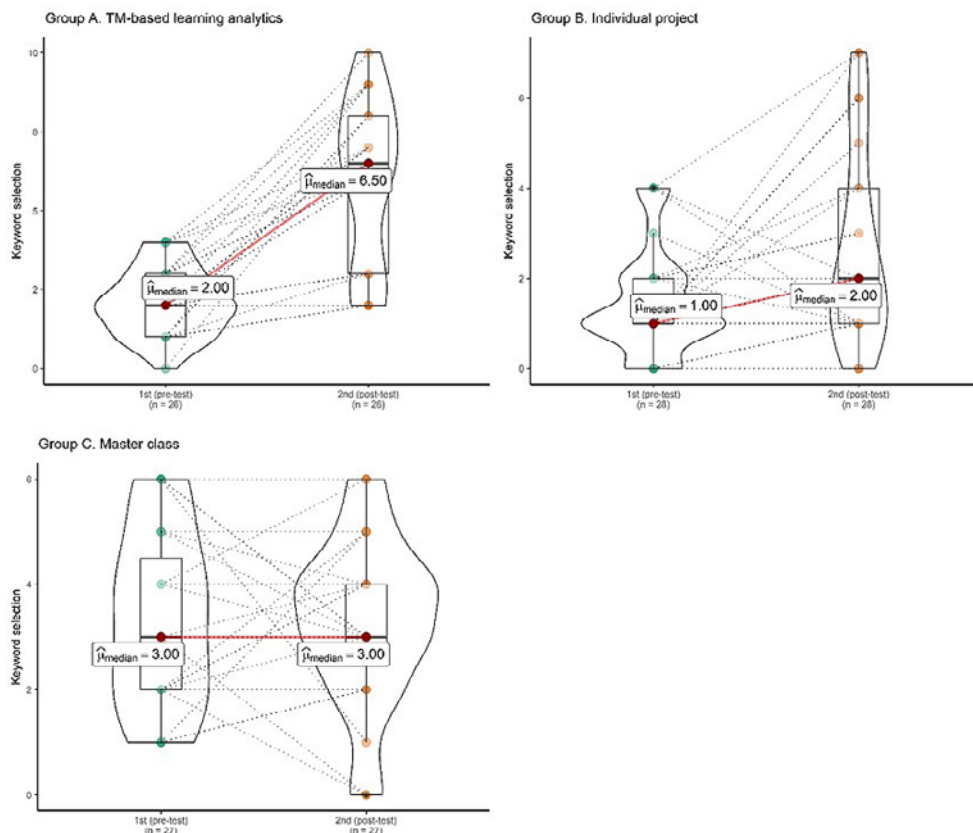 Group A. TM-based learning analytics
10
8
5
2
0
Keyword selection
μ̂median = 2.00
μ̂median = 6.50
1st (pre-test)
(n = 26)
2nd (post-test)
(n = 26)
Group B. Individual project
6
4
2
0
Keyword selection
μ̂median = 1.00
μ̂median = 2.00
1st (pre-test)
(n = 28)
2nd (post-test)
(n = 28)
Group C. Master class
6
4
2
0
Keyword selection
μ̂median = 3.00
μ̂median = 3.00
1st (pre-test)
(n = 27)
2nd (post-test)
(n = 27)